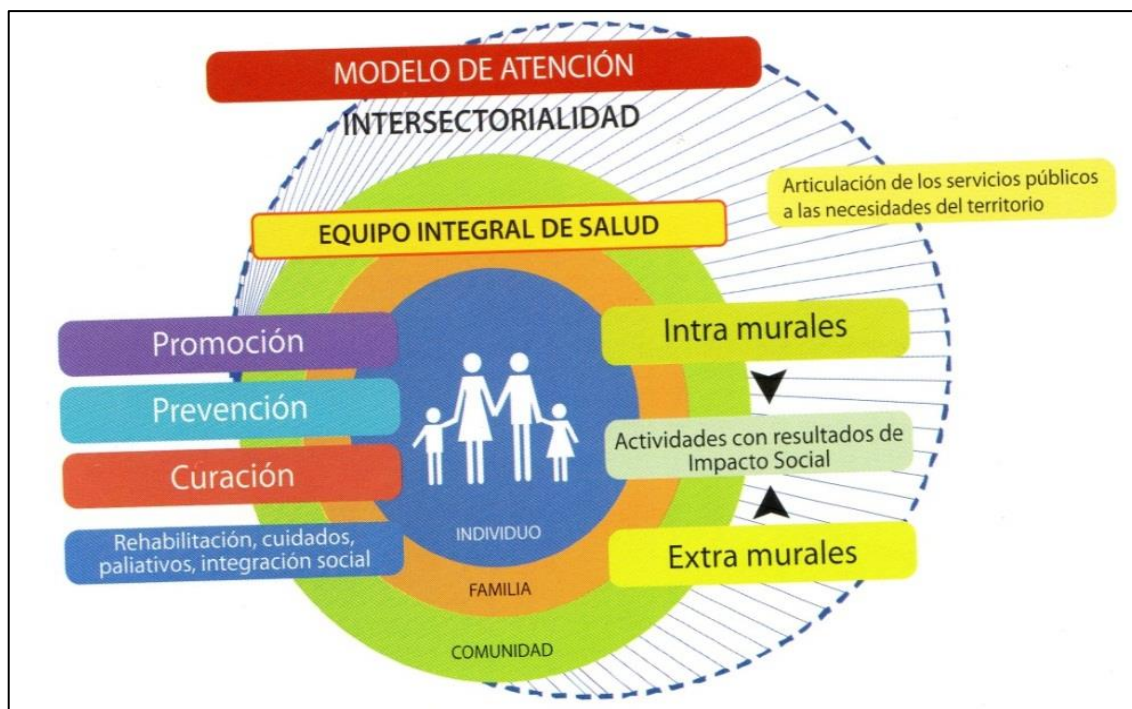 MODELO DE ATENCIÓN
INTERSECTORIALIDAD
Articulación de los servicios públicos
a las necesidades del territorio
EQUIPO INTEGRAL DE SALUD
Promoción
Prevención
Curación
Rehabilitación, cuidados,
paliativos, integración social
Intra murales
Actividades con resultados de
Impacto Social
Extra murales
INDIVIDUO
FAMILIA
COMUNIDAD